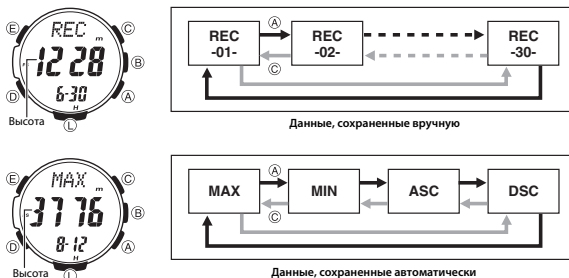 E
C
B
D
A
L
REC
m
12 28
6-30
H
Высота
A
REC
-01-
REC
-02-
REC
-30-
C
Данные, сохраненные вручную
E
C
B
D
A
L
MAX
m
37 76
8-12
H
Высота
A
MAX
MIN
ASC
DSC
C
Данные, сохраненные автоматически